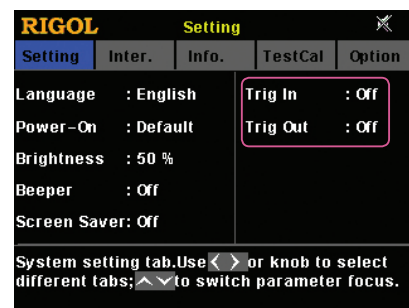 RIGOL Setting
Setting Inter. Info. TestCal Option
Language : English Trig In : Off
Power-On : Default Trig Out : Off
Brightness : 50 %
Beeper : Off
Screen Saver: Off
System setting tab.Use < > or knob to select
different tabs; to switch parameter focus.